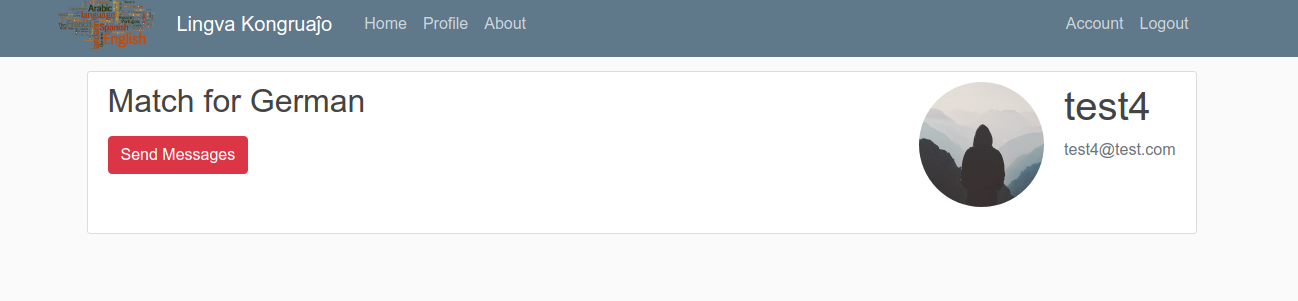 Arabic
language
Spanish
English
Lingva Kongruaĵo Home Profile About Account Logout
Match for German
Send Messages
test4
test4@test.com